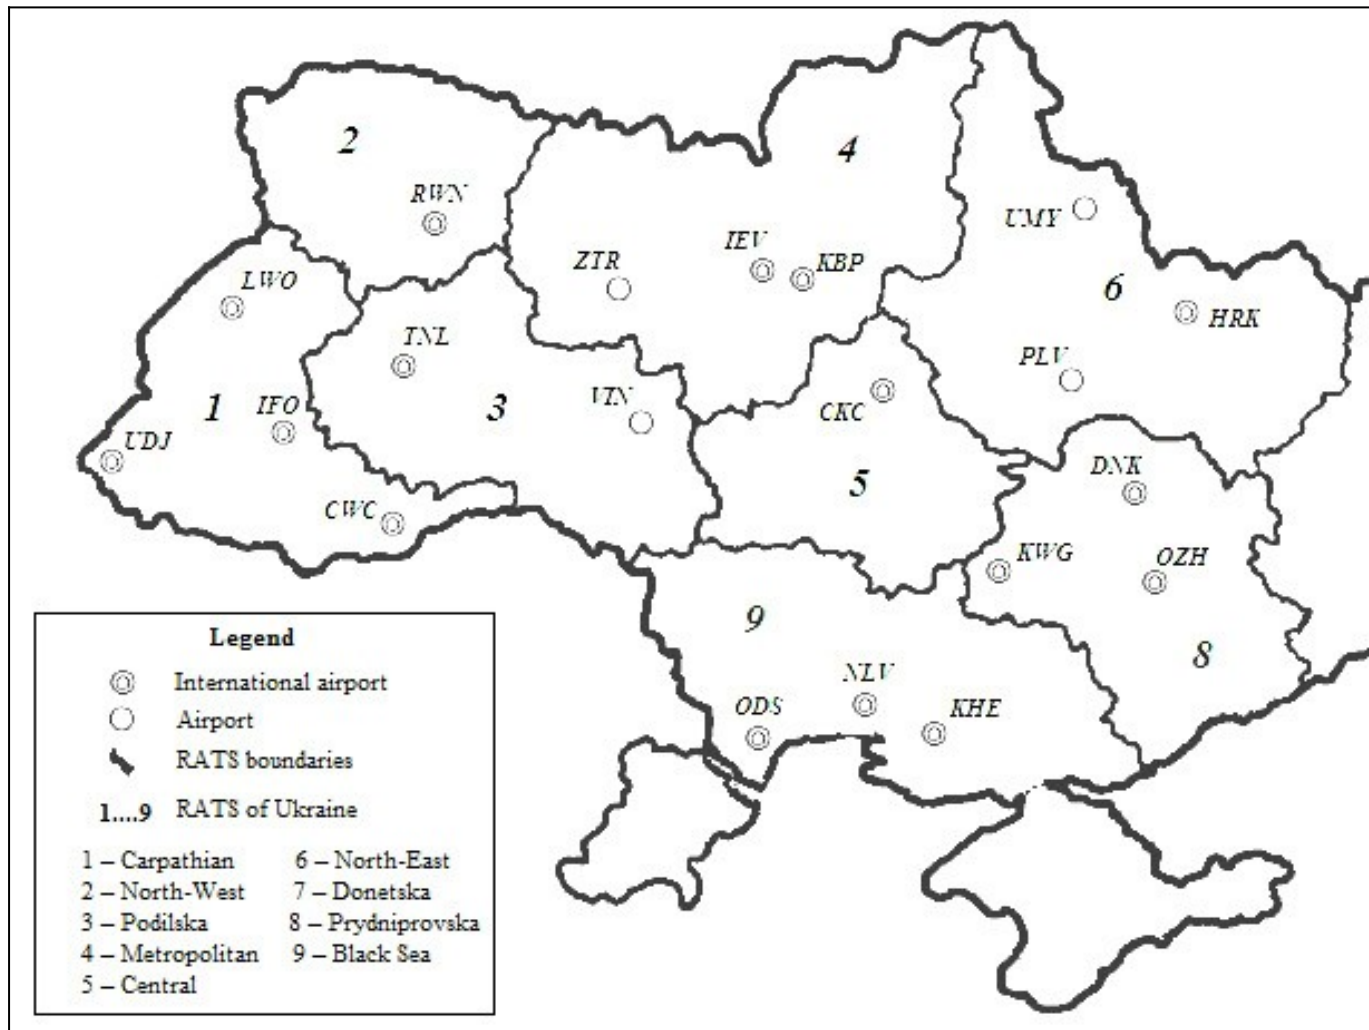 2
4
RWN
UMY
IEV
KBP
ZTR
6
LWO
HRK
TNL
PLV
VIN
CKC
1
IFO
3
UDJ
DNK
5
CWC
KWG
OZH
9
8
NLV
ODS
KHE
Legend
International airport
Airport
RATS boundaries
1....9 RATS of Ukraine
1 – Carpathian 6 – North-East
2 – North-West 7 – Donetska
3 – Podilska 8 – Prydniprovska
4 – Metropolitan 9 – Black Sea
5 – Central